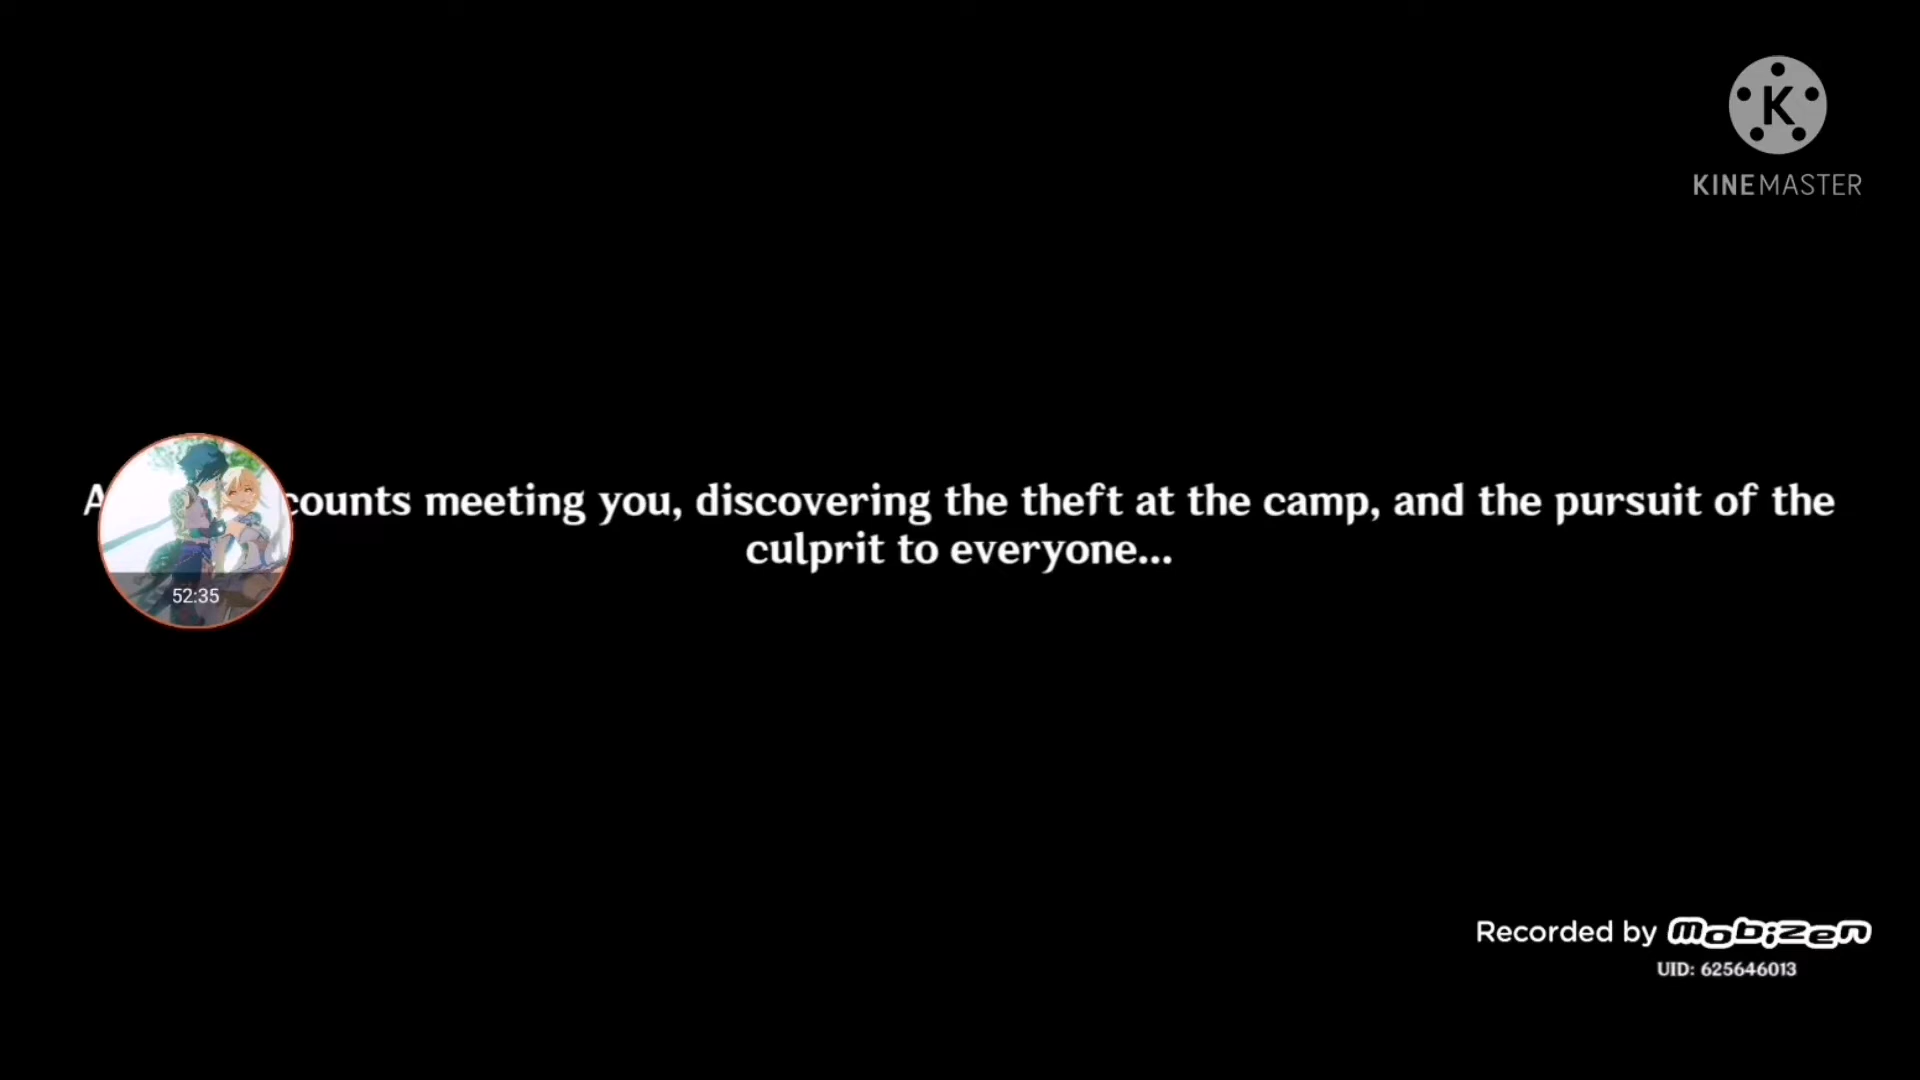 KINEMASTER
counts meeting you, discovering the theft at the camp, and the pursuit of the
culprit to everyone...
52:35
Recorded by mobizen
UID: 625646013